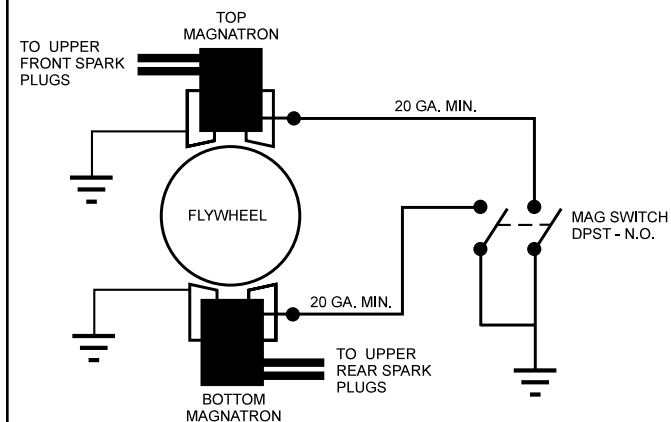 TOP
MAGNATRON
TO UPPER
FRONT SPARK
PLUGS
20 GA. MIN.
FLYWHEEL
MAG SWITCH
DPST - N.O.
20 GA. MIN.
TO UPPER
REAR SPARK
PLUGS
BOTTOM
MAGNATRON